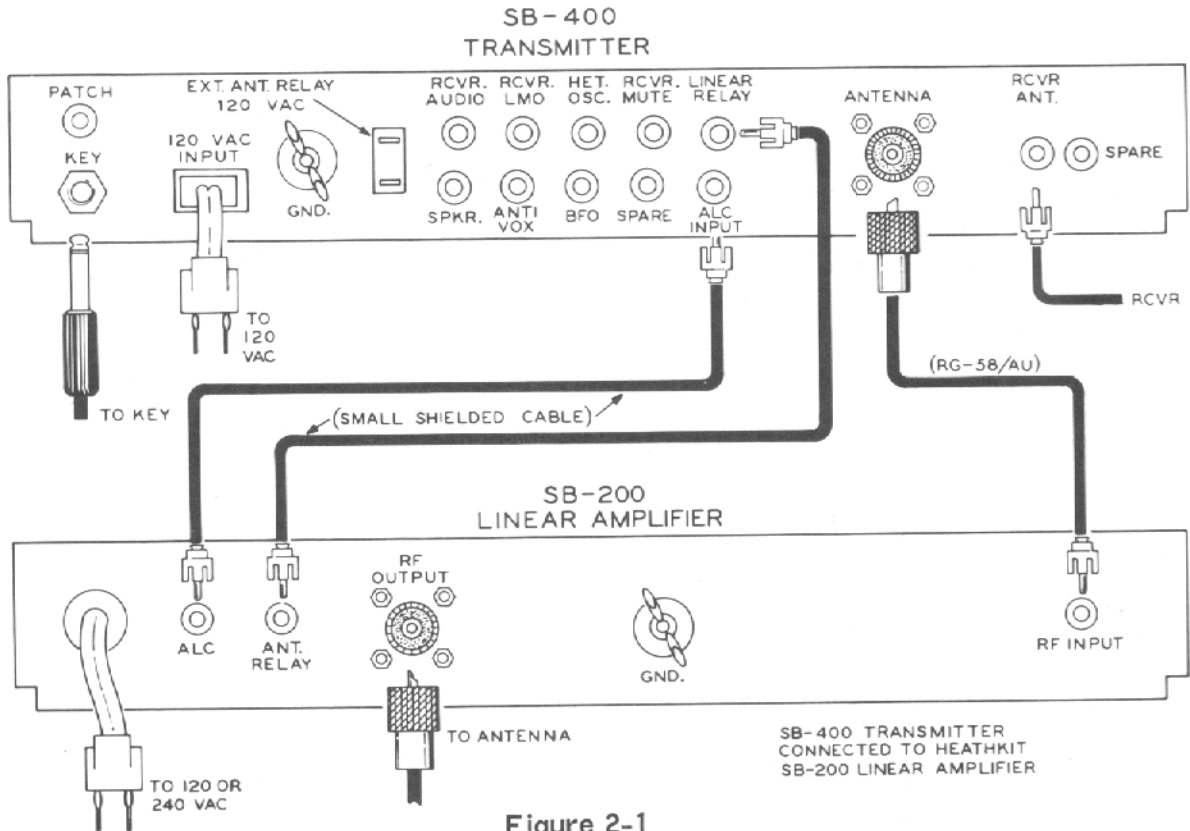 SB-400
TRANSMITTER
PATCH
KEY
120 VAC
INPUT
EXT. ANT. RELAY
120 VAC
GND.
RCVR.
AUDIO
RCVR.
LMO
HET.
OSC.
RCVR.
MUTE
LINEAR
RELAY
SPKR.
ANTI
VOX
BFO
SPARE
ALC
INPUT
ANTENNA
RCVR
ANT.
SPARE
TO
120
VAC
TO KEY
RCVR
(RG-58/AU)
(SMALL SHIELDED CABLE)
SB-200
LINEAR AMPLIFIER
ALC
ANT.
RELAY
RF
OUTPUT
GND.
RF INPUT
TO ANTENNA
TO 120 OR
240 VAC
SB-400 TRANSMITTER
CONNECTED TO HEATHKIT
SB-200 LINEAR AMPLIFIER
Figure 2-1